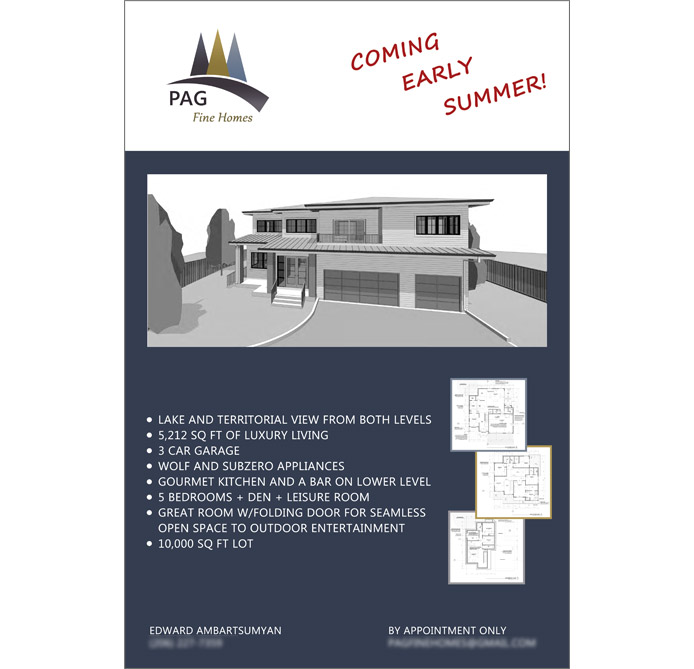 COMING
EARLY
SUMMER!
PAG
Fine Homes
• LAKE AND TERRITORIAL VIEW FROM BOTH LEVELS
• 5,212 SQ FT OF LUXURY LIVING
• 3 CAR GARAGE
• WOLF AND SUBZERO APPLIANCES
• GOURMET KITCHEN AND A BAR ON LOWER LEVEL
• 5 BEDROOMS + DEN + LEISURE ROOM
• GREAT ROOM W/FOLDING DOOR FOR SEAMLESS
OPEN SPACE TO OUTDOOR ENTERTAINMENT
• 10,000 SQ FT LOT
EDWARD AMBARTSUMYAN
BY APPOINTMENT ONLY